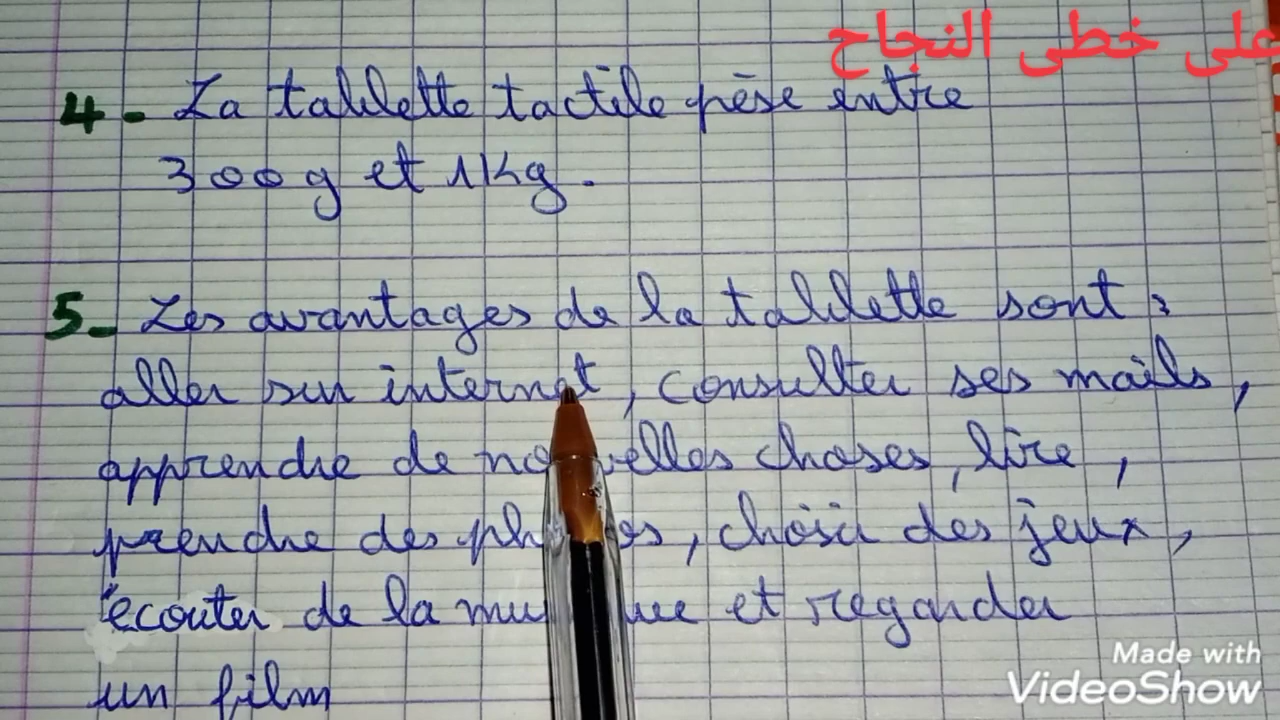 على خطى النجاح
4- La tablette tactile pèse entre
300g et 1Kg.
5- Les avantages de la tablette sont :
aller sur internet, consulter ses mails,
apprendre de nouvelles choses, lire,
prendre des photos, choisir des jeux,
écouter de la musique et regarder
un film
Made with
VideoShow